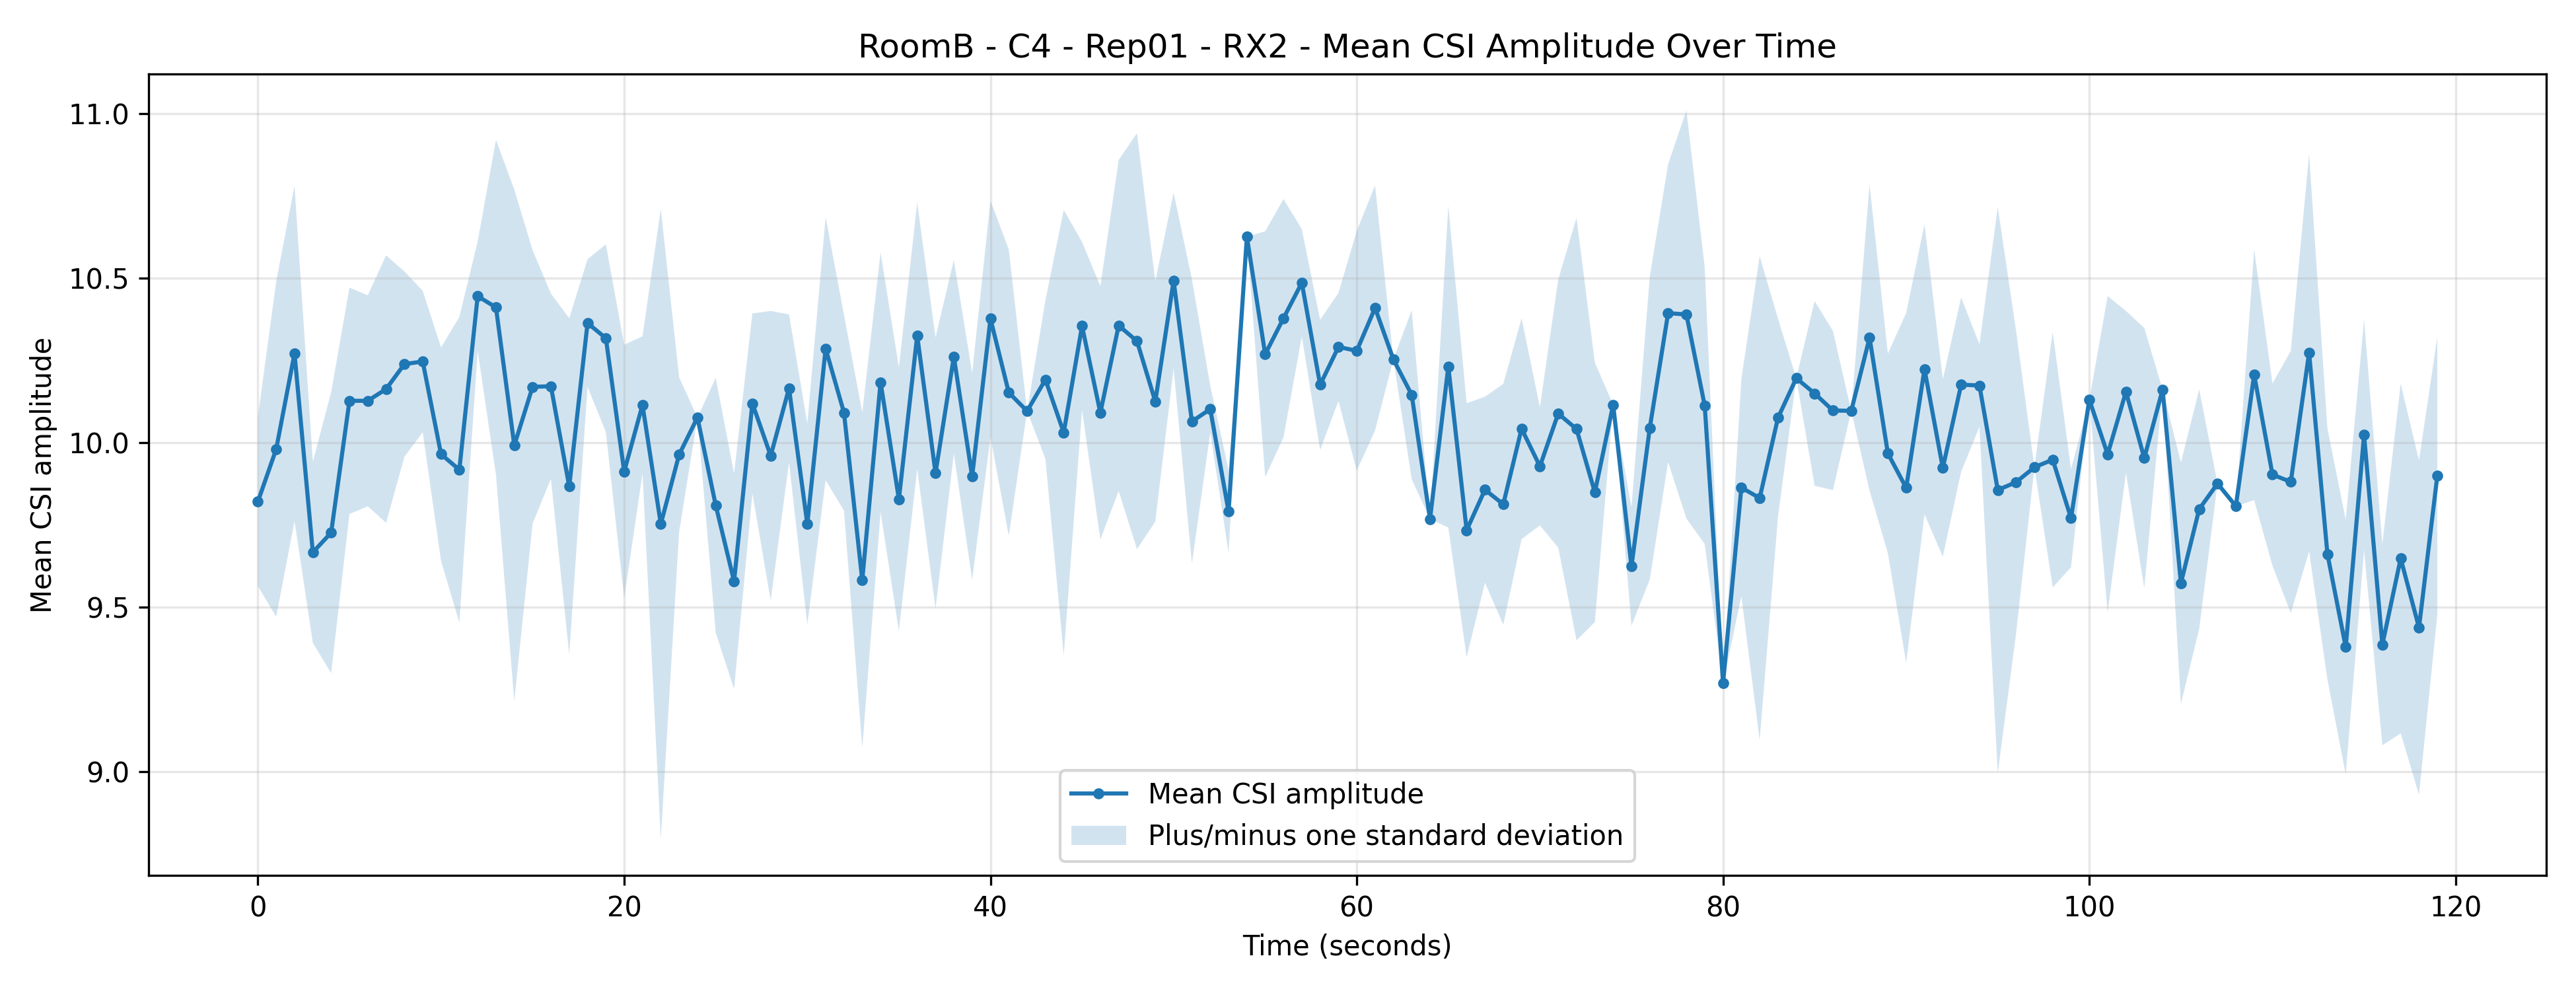 RoomB - C4 - Rep01 - RX2 - Mean CSI Amplitude Over Time
Mean CSI amplitude
11.0
10.5
10.0
9.5
9.0
Mean CSI amplitude
Plus/minus one standard deviation
0 20 40 60 80 100 120
Time (seconds)